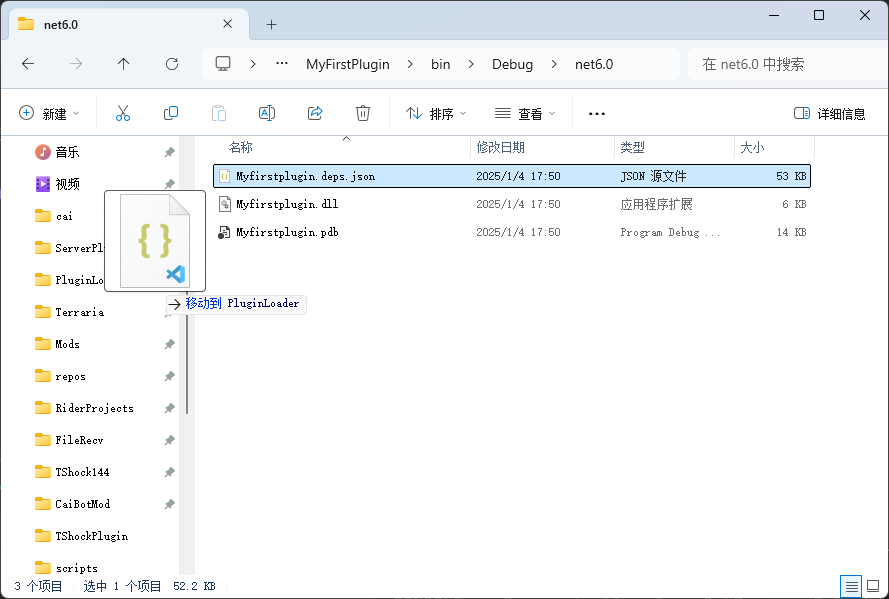 net6.0
MyFirstPlugin
bin
Debug
net6.0
在 net6.0 中搜索
新建
排序
查看
详细信息
名称
修改日期
类型
大小
Myfirstplugin.deps.json 2025/1/4 17:50 JSON 源文件 53 KB
Myfirstplugin.dll 2025/1/4 17:50 应用程序扩展 6 KB
Myfirstplugin.pdb 2025/1/4 17:50 Program Debug ... 14 KB
音乐
视频
cai
ServerPl
PluginLo
移动到 PluginLoader
Terraria
Mods
repos
RiderProjects
FileRecv
TShock144
CaiBotMod
TShockPlugin
scripts
3 个项目
选中 1 个项目 52.2 KB